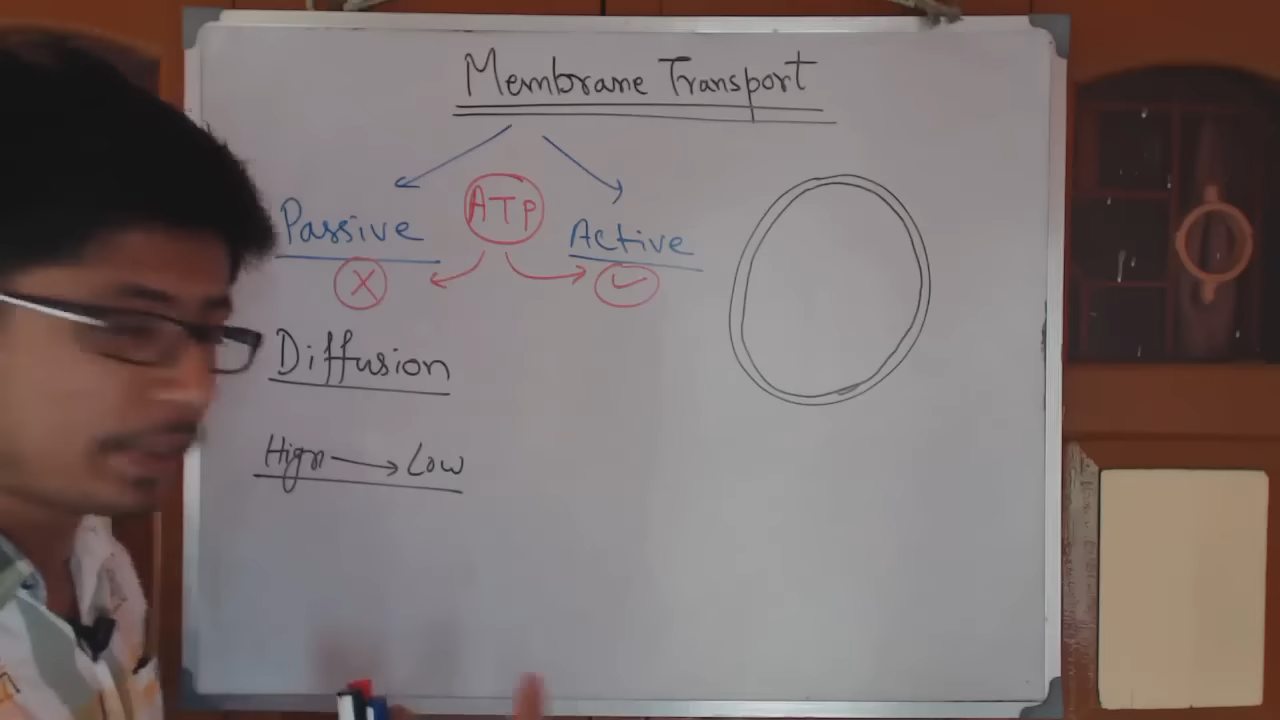 Membrane Transport
Passive
ATP
Active
Diffusion
High → Low